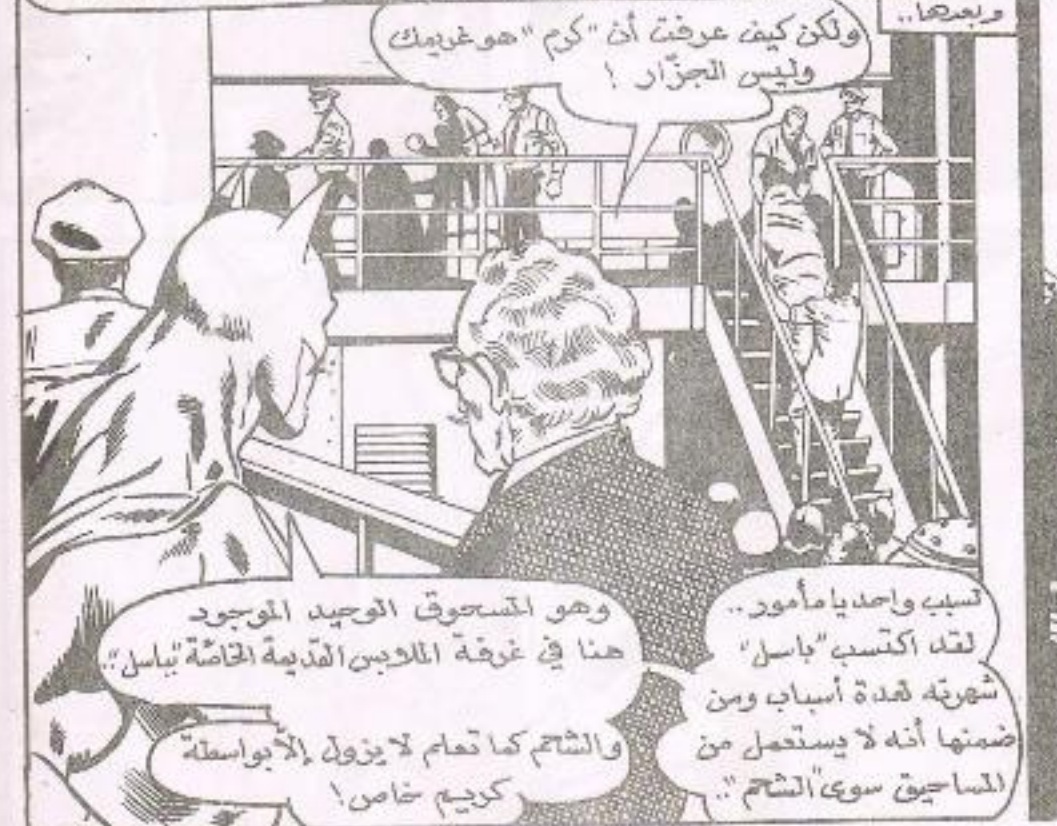 وبعدها..
ولكن كيف عرفت أن "كرم" هو غريمك
وليس الجزّار !
لسبب واحد يا مأمور ..
لقد اكتسب "باسل"
شهرته لعدة أسباب ومن
ضمنها أنه لا يستعمل من
المساحيق سوى "الشحم"..
وهو المسحوق الوحيد الموجود
هنا في غرفة الملابس القديمة الخاصة "بباسل"..
والشحم كما تعلم لا يزول إلاّ بواسطة
كريم خاص!